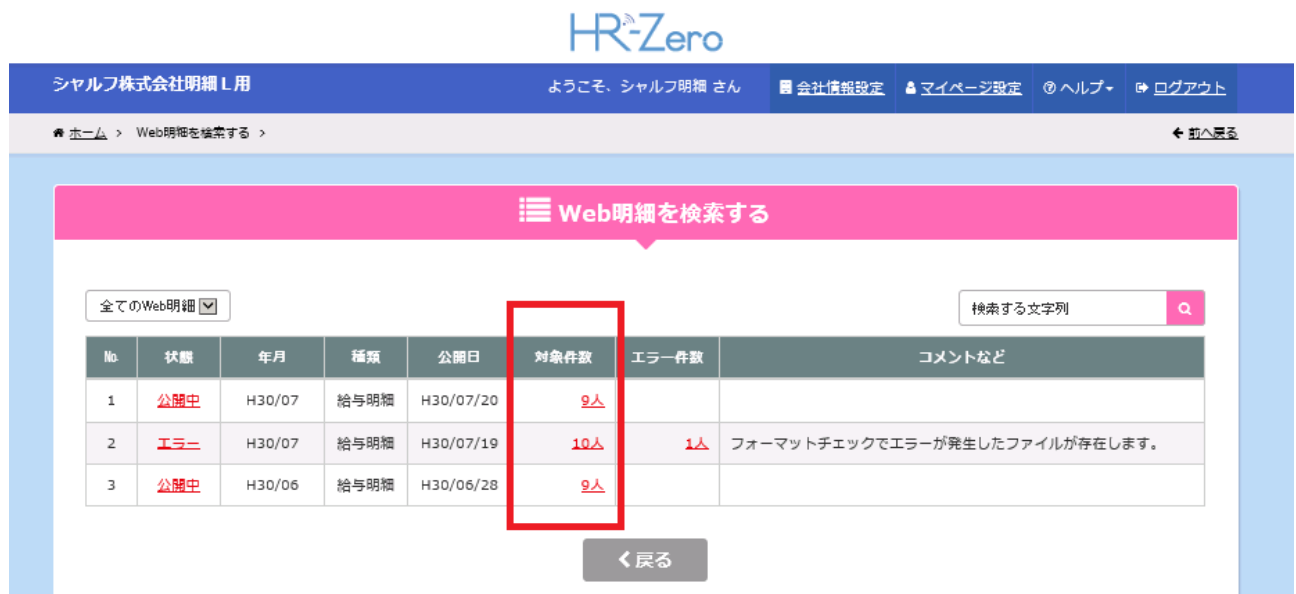 HR-Zero
シャルフ株式会社明細L用 ようこそ、シャルフ明細 さん 会社情報設定 マイページ設定 ヘルプ ログアウト
ホーム > Web明細を検索する > 前へ戻る
Web明細を検索する
全てのWeb明細 検索する文字列
No. 状態 年月 種類 公開日 対象件数 エラー件数 コメントなど
1 公開中 H30/07 給与明細 H30/07/20 9人
2 エラー H30/07 給与明細 H30/07/19 10人 1人 フォーマットチェックでエラーが発生したファイルが存在します。
3 公開中 H30/06 給与明細 H30/06/28 9人
戻る